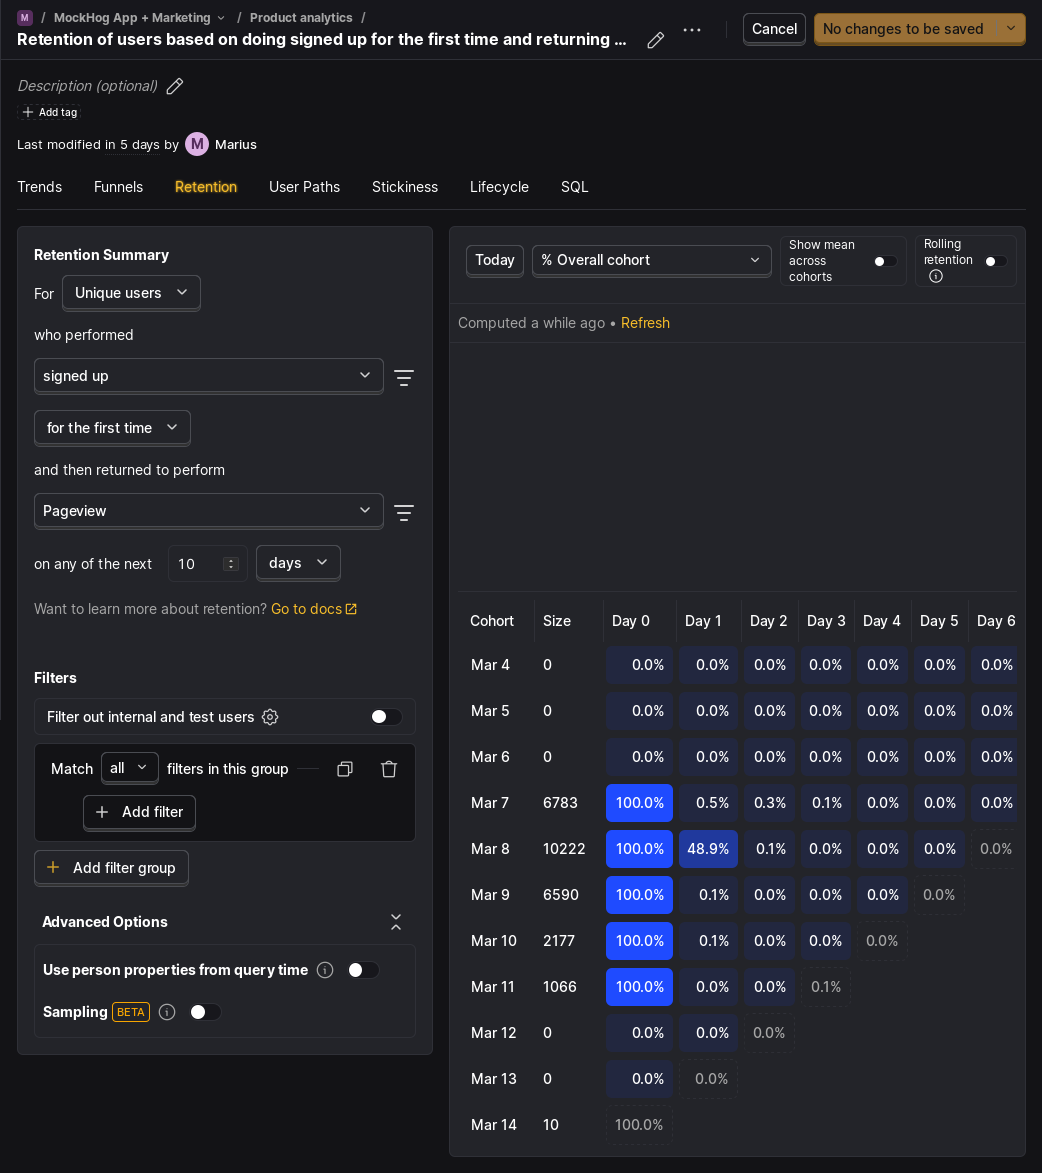 M / MockHog App + Marketing / Product analytics /
Retention of users based on doing signed up for the first time and returning ...
Cancel
No changes to be saved
Description (optional)
Add tag
Last modified in 5 days by M Marius
Trends Funnels Retention User Paths Stickiness Lifecycle SQL
Retention Summary
For Unique users
who performed
signed up
for the first time
and then returned to perform
Pageview
on any of the next 10 days
Want to learn more about retention? Go to docs
Filters
Filter out internal and test users
Match all filters in this group
Add filter
Add filter group
Advanced Options
Use person properties from query time
Sampling BETA
Today
% Overall cohort
Show mean
across
cohorts
Rolling
retention
Computed a while ago • Refresh
Cohort Size Day 0 Day 1 Day 2 Day 3 Day 4 Day 5 Day 6
Mar 4 0 0.0% 0.0% 0.0% 0.0% 0.0% 0.0% 0.0%
Mar 5 0 0.0% 0.0% 0.0% 0.0% 0.0% 0.0% 0.0%
Mar 6 0 0.0% 0.0% 0.0% 0.0% 0.0% 0.0% 0.0%
Mar 7 6783 100.0% 0.5% 0.3% 0.1% 0.0% 0.0% 0.0%
Mar 8 10222 100.0% 48.9% 0.1% 0.0% 0.0% 0.0% 0.0%
Mar 9 6590 100.0% 0.1% 0.0% 0.0% 0.0% 0.0%
Mar 10 2177 100.0% 0.1% 0.0% 0.0% 0.0%
Mar 11 1066 100.0% 0.0% 0.0% 0.1%
Mar 12 0 0.0% 0.0% 0.0%
Mar 13 0 0.0% 0.0%
Mar 14 10 100.0%